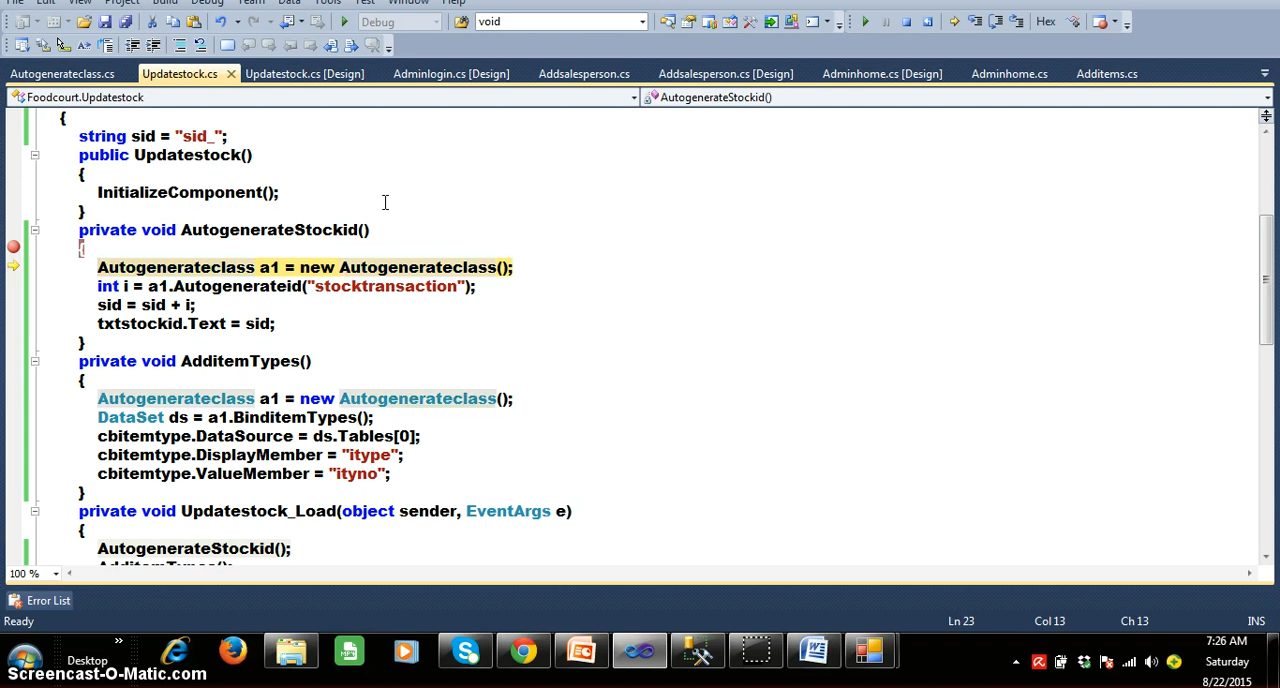 View Project Build Debug Team Data Tools Test Window Help
Debug void Hex
Autogenerateclass.cs Updatestock.cs Updatestock.cs [Design] Adminlogin.cs [Design] Addsalesperson.cs Addsalesperson.cs [Design] Adminhome.cs [Design] Adminhome.cs Additems.cs
Foodcourt.Updatestock AutogenerateStockid()
{
string sid = "sid_";
public Updatestock()
{
InitializeComponent();
}
private void AutogenerateStockid()
{
Autogenerateclass a1 = new Autogenerateclass();
int i = a1.Autogenerateid("stocktransaction");
sid = sid + i;
txtstockid.Text = sid;
}
private void AdditemTypes()
{
Autogenerateclass a1 = new Autogenerateclass();
DataSet ds = a1.BinditemTypes();
cbitemtype.DataSource = ds.Tables[0];
cbitemtype.DisplayMember = "itype";
cbitemtype.ValueMember = "ityno";
}
private void Updatestock_Load(object sender, EventArgs e)
{
AutogenerateStockid();
AdditemTypes();
100 %
Error List
Ready Ln 23 Col 13 Ch 13 INS
Desktop »
7:26 AM
Saturday
8/22/2015
Screencast-O-Matic.com